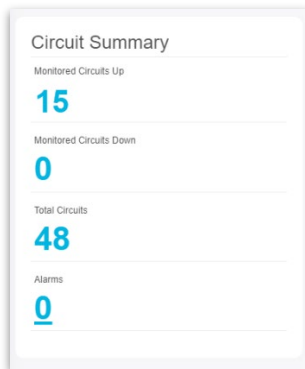 Circuit Summary
Monitored Circuits Up
15
Monitored Circuits Down
0
Total Circuits
48
Alarms
0